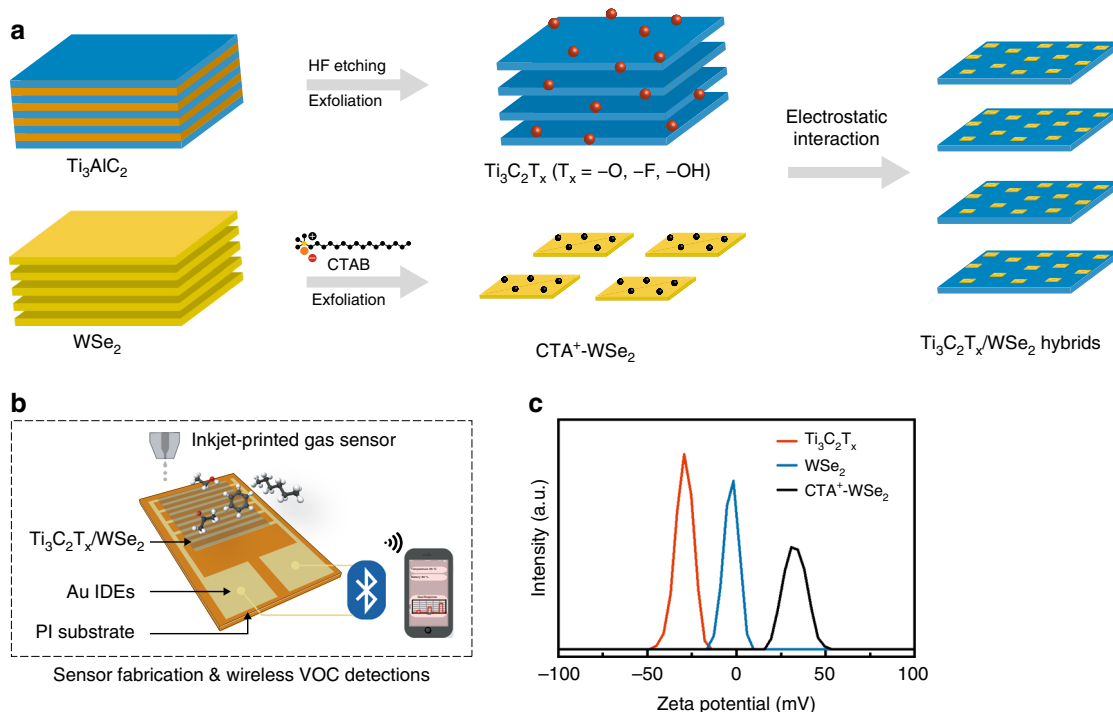 a
HF etching
Exfoliation
Ti₃AlC₂
Ti₃C₂Tₓ (Tₓ = –O, –F, –OH)
Electrostatic
interaction
CTAB
Exfoliation
WSe₂
CTA⁺-WSe₂
Ti₃C₂Tₓ/WSe₂ hybrids
b
Inkjet-printed gas sensor
Ti₃C₂Tₓ/WSe₂
Au IDEs
PI substrate
Sensor fabrication & wireless VOC detections
c
Ti₃C₂Tₓ
WSe₂
CTA⁺-WSe₂
Intensity (a.u.)
–100
–50
0
50
100
Zeta potential (mV)